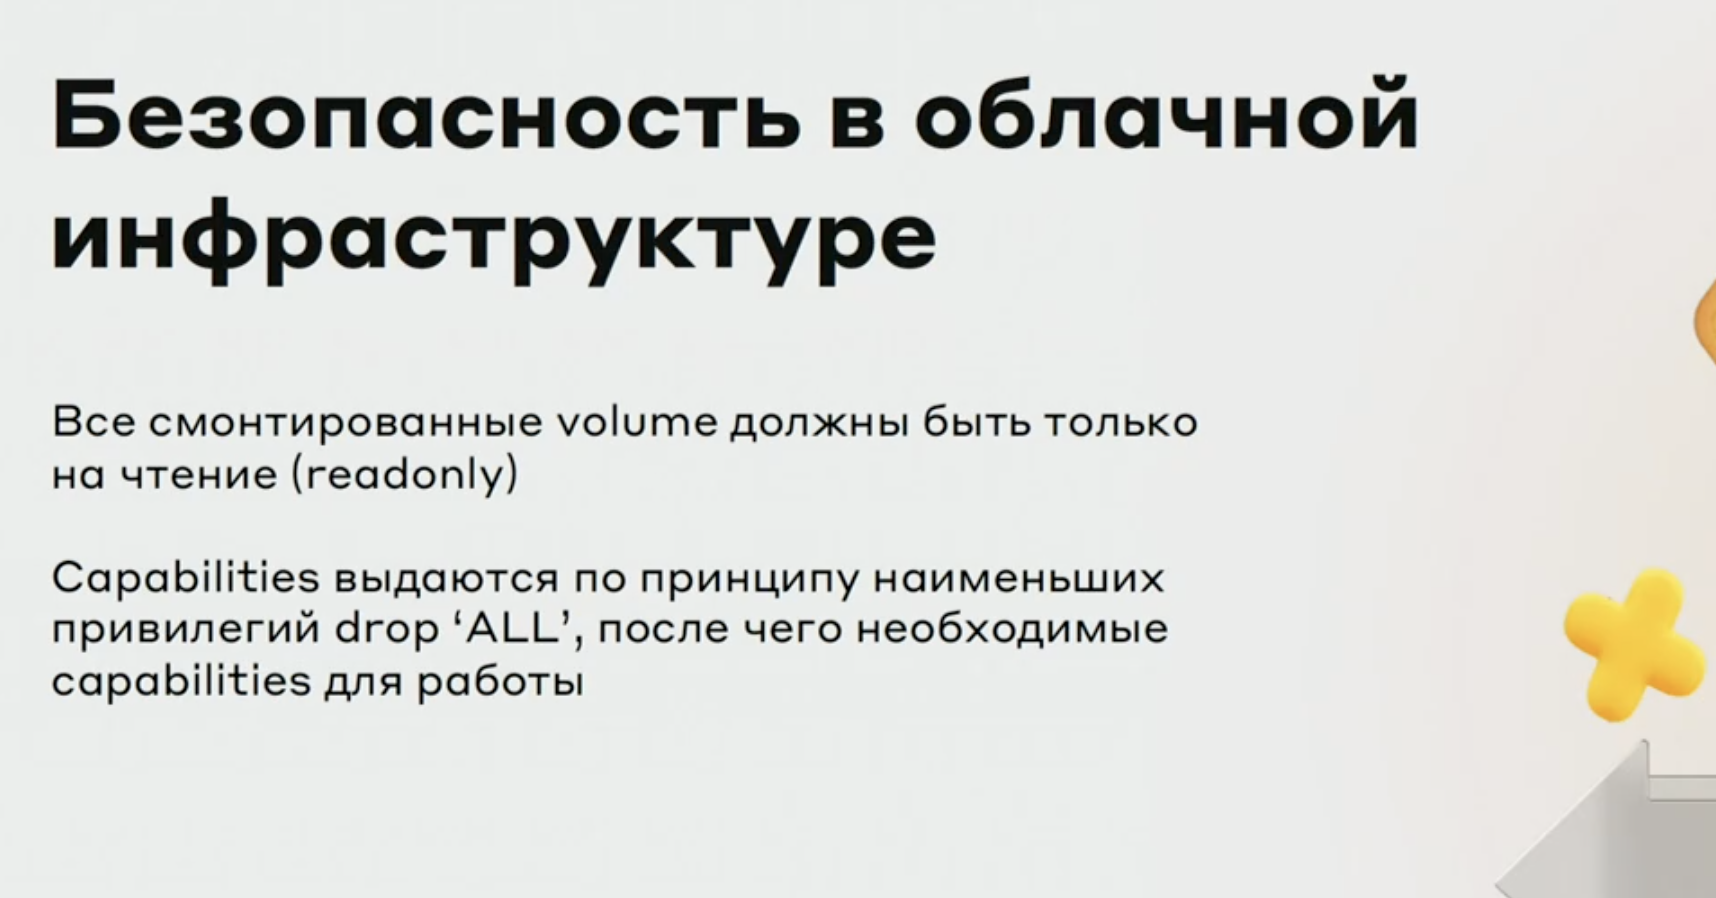 Безопасность в облачной
инфраструктуре
Все смонтированные volume должны быть только
на чтение (readonly)
Capabilities выдаются по принципу наименьших
привилегий drop ‘ALL’, после чего необходимые
capabilities для работы